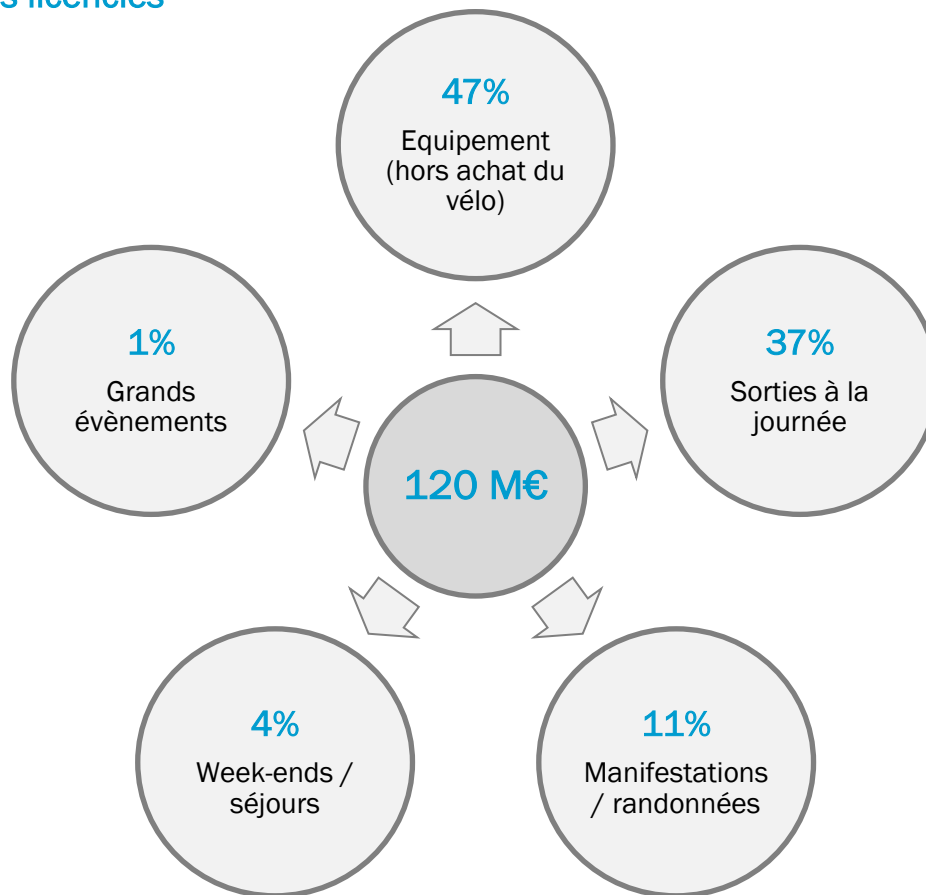 licenciés
47%
Equipement
(hors achat du
vélo)
1%
Grands
évènements
37%
Sorties à la
journée
120 M€
4%
Week-ends /
séjours
11%
Manifestations
/ randonnées